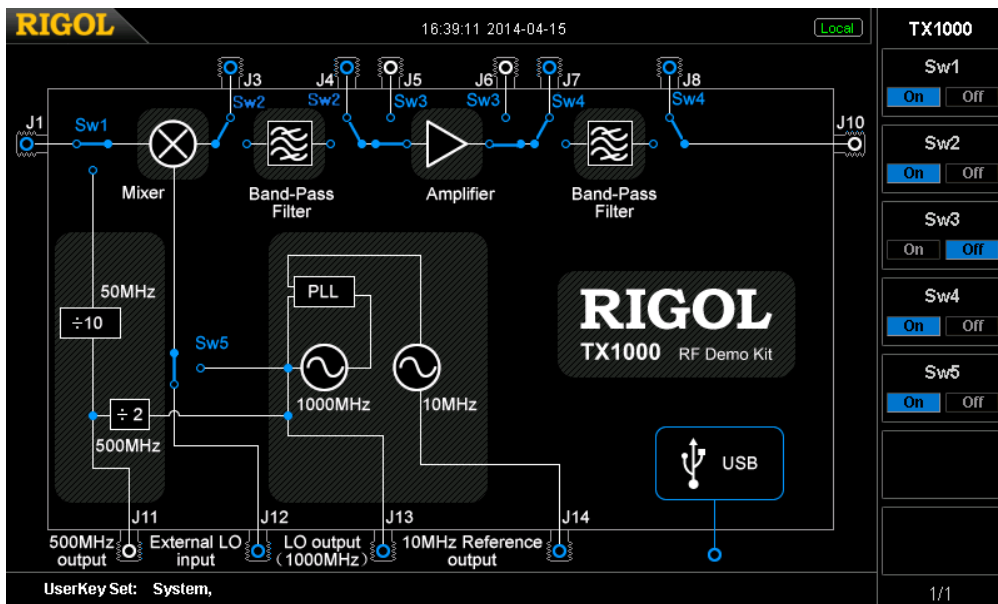 RIGOL
16:39:11 2014-04-15
Local
TX1000
J3
J4
J5
J6
J7
J8
Sw2
Sw2
Sw3
Sw3
Sw4
Sw4
J1
Sw1
J10
Mixer
Band-Pass
Filter
Amplifier
Band-Pass
Filter
50MHz
÷10
PLL
Sw5
1000MHz
10MHz
÷ 2
500MHz
RIGOL
TX1000 RF Demo Kit
USB
J11
J12
J13
J14
500MHz
output
External LO
input
LO output
(1000MHz)
10MHz Reference
output
Sw1
On Off
Sw2
On Off
Sw3
On Off
Sw4
On Off
Sw5
On Off
UserKey Set: System,
1/1